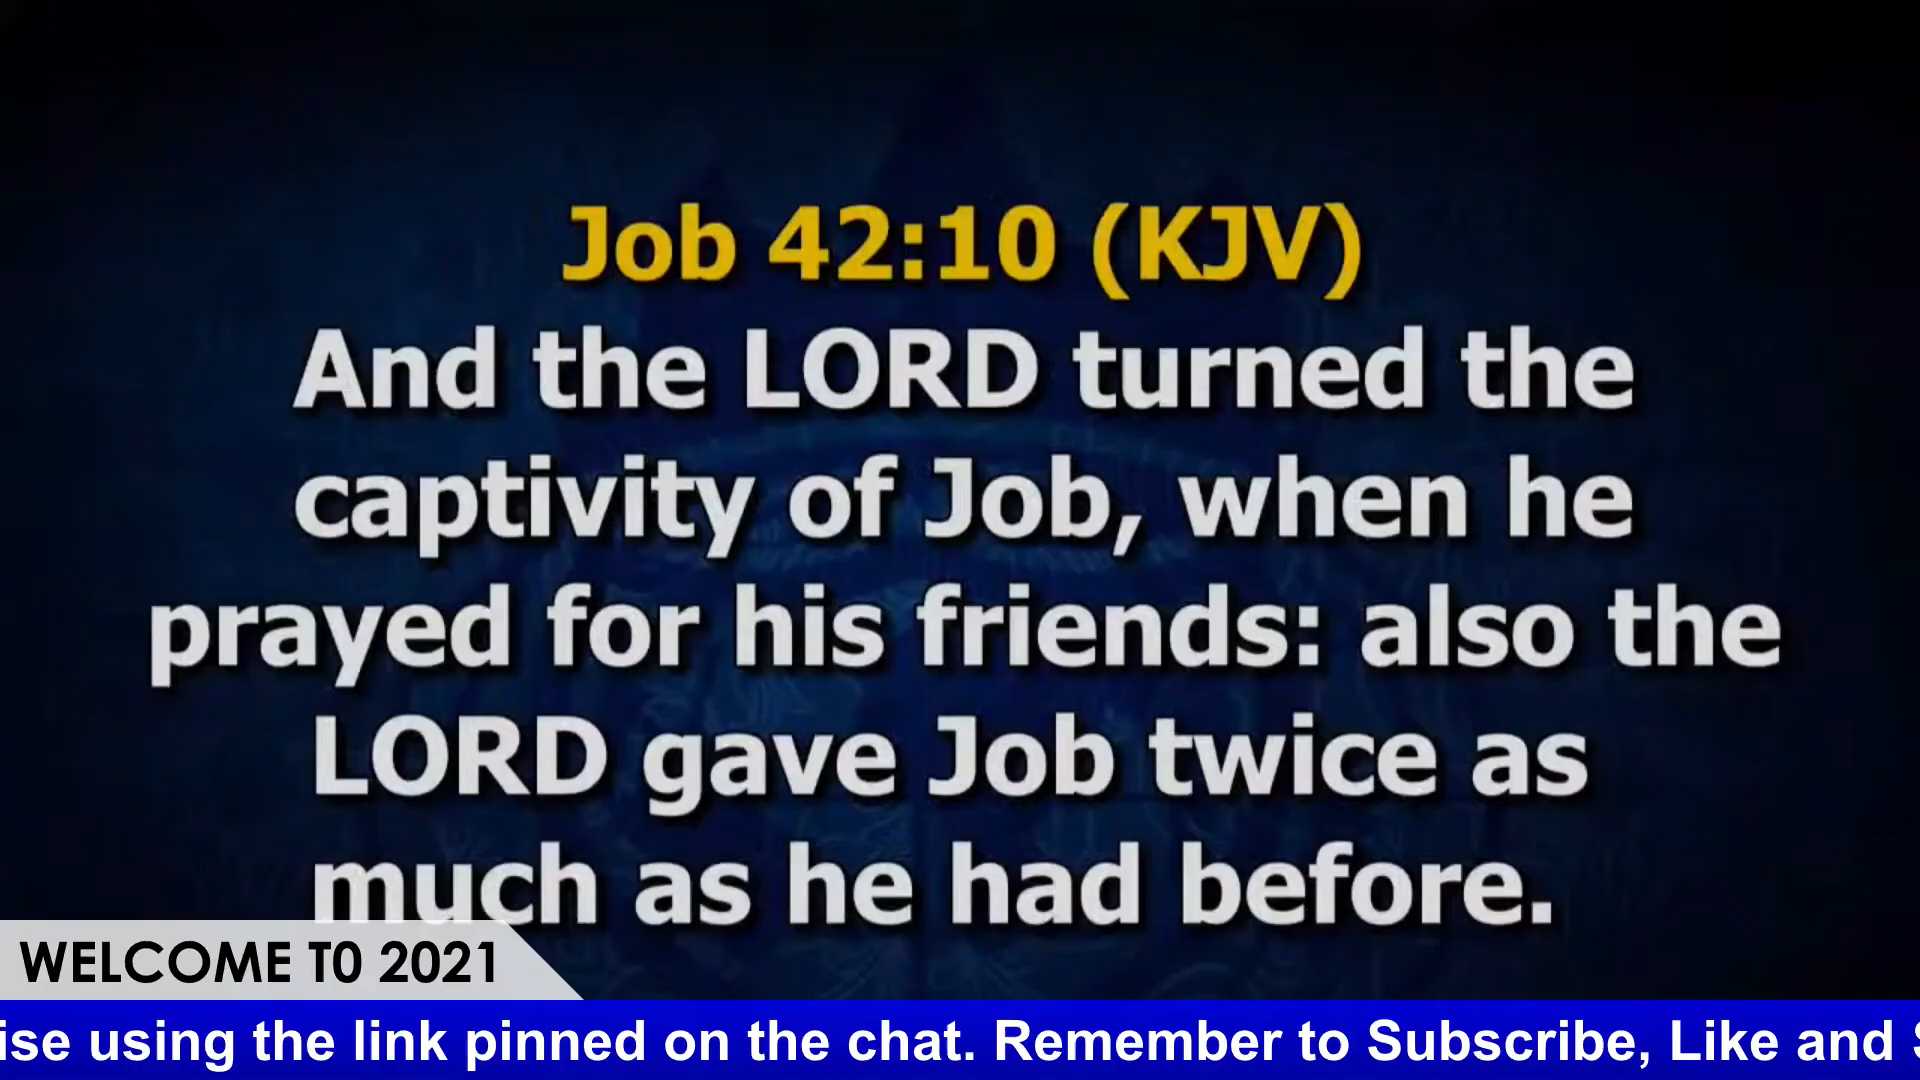 Job 42:10 (KJV)
And the LORD turned the
captivity of Job, when he
prayed for his friends: also the
LORD gave Job twice as
much as he had before.
WELCOME T0 2021
using the link pinned on the chat. Remember to Subscribe, Like and